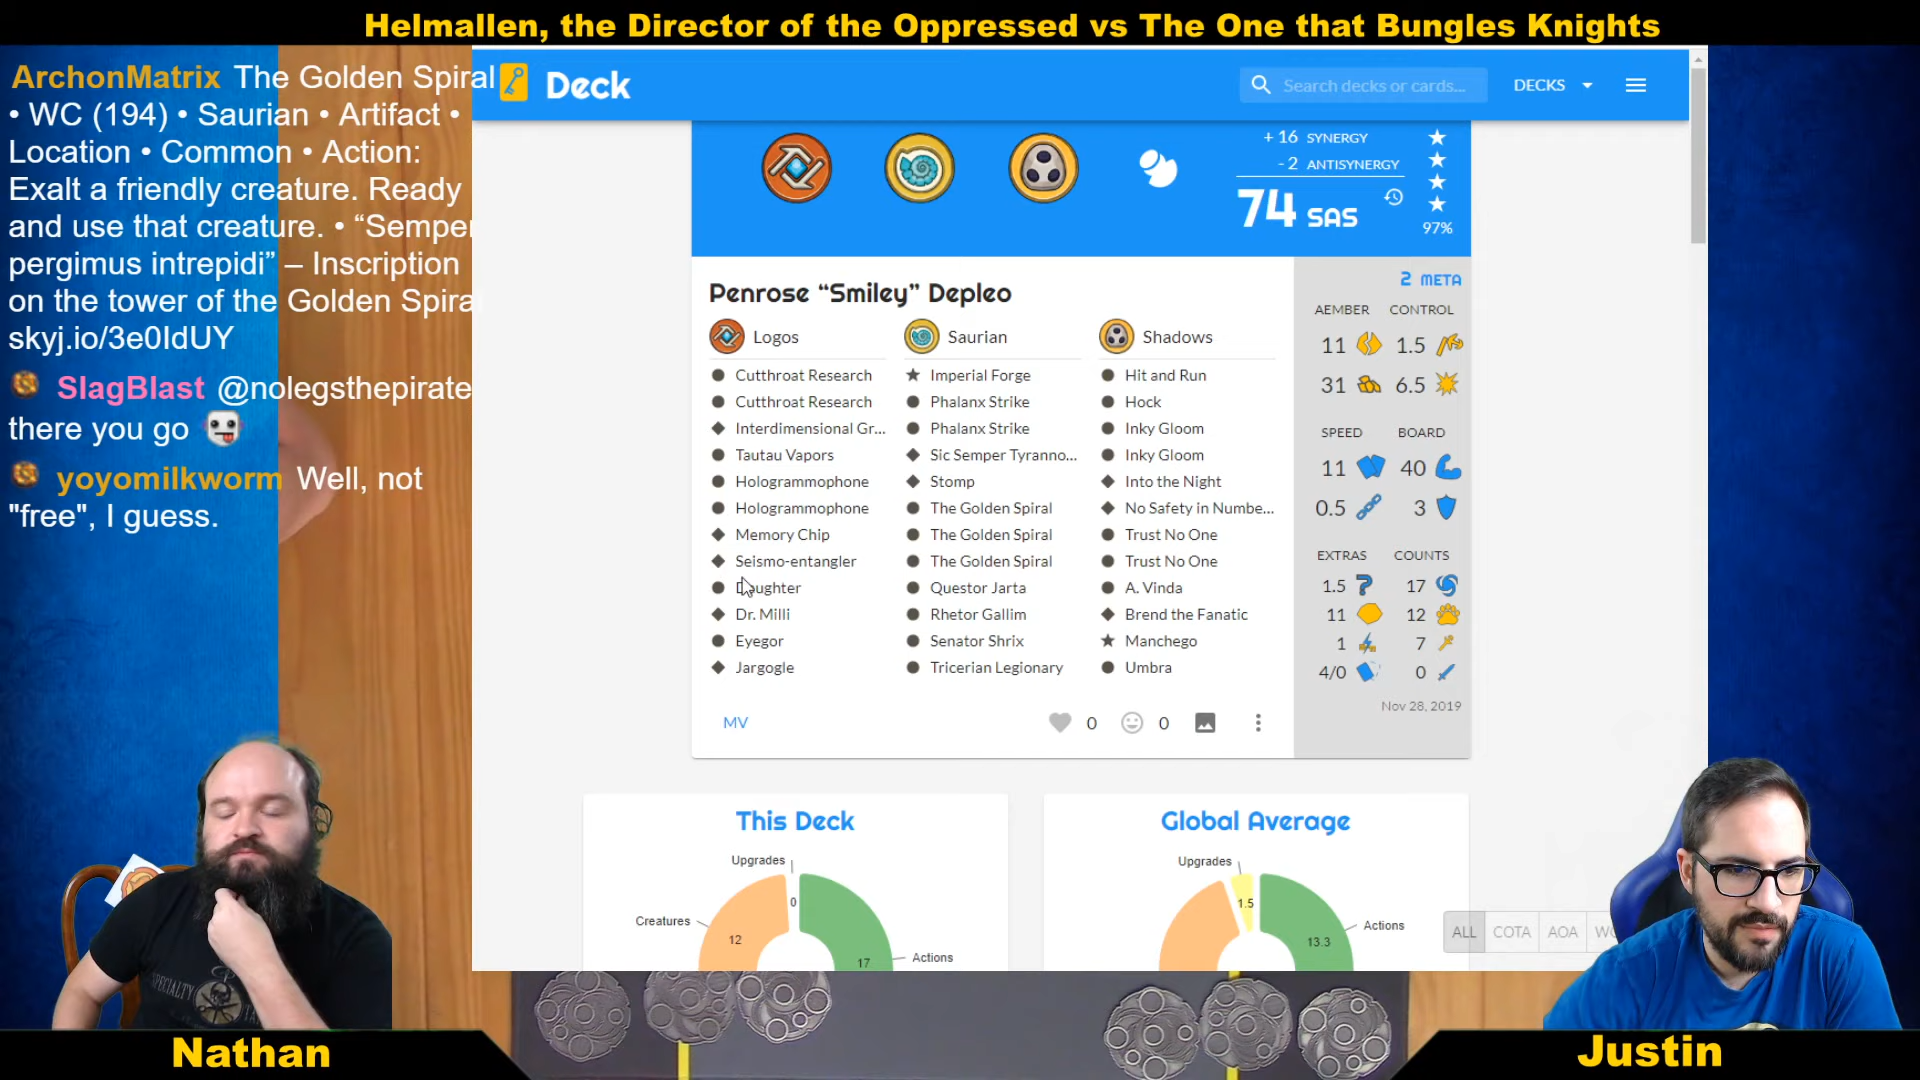 Helmallen, the Director of the Oppressed vs The One that Bungles Knights
ArchonMatrix The Golden Spiral
• WC (194) • Saurian • Artifact •
Location • Common • Action:
Exalt a friendly creature. Ready
and use that creature. • “Semper
pergimus intrepidi” – Inscription
on the tower of the Golden Spira
skyj.io/3e0IdUY
SlagBlast @nolegsthepirate
there you go
yoyomilkworm Well, not
"free", I guess.
Deck
Search decks or cards...
DECKS
+ 16 SYNERGY
- 2 ANTISYNERGY
74 SAS
97%
Penrose “Smiley” Depleo
Logos
Cutthroat Research
Cutthroat Research
Interdimensional Gr...
Tautau Vapors
Hologrammophone
Hologrammophone
Memory Chip
Seismo-entangler
Daughter
Dr. Milli
Eyegor
Jargogle
Saurian
Imperial Forge
Phalanx Strike
Phalanx Strike
Sic Semper Tyranno...
Stomp
The Golden Spiral
The Golden Spiral
The Golden Spiral
Questor Jarta
Rhetor Gallim
Senator Shrix
Tricerian Legionary
Shadows
Hit and Run
Hock
Inky Gloom
Inky Gloom
Into the Night
No Safety in Numbe...
Trust No One
Trust No One
A. Vinda
Brend the Fanatic
Manchego
Umbra
MV
0
0
2 META
AEMBER CONTROL
11 1.5
31 6.5
SPEED BOARD
11 40
0.5 3
EXTRAS COUNTS
1.5 17
11 12
1 7
4/0 0
Nov 28, 2019
This Deck
Upgrades
0
Creatures
12
17
Actions
Global Average
Upgrades
1.5
13.3
Actions
ALL COTA AOA
SPECIALTY
Nathan
Justin